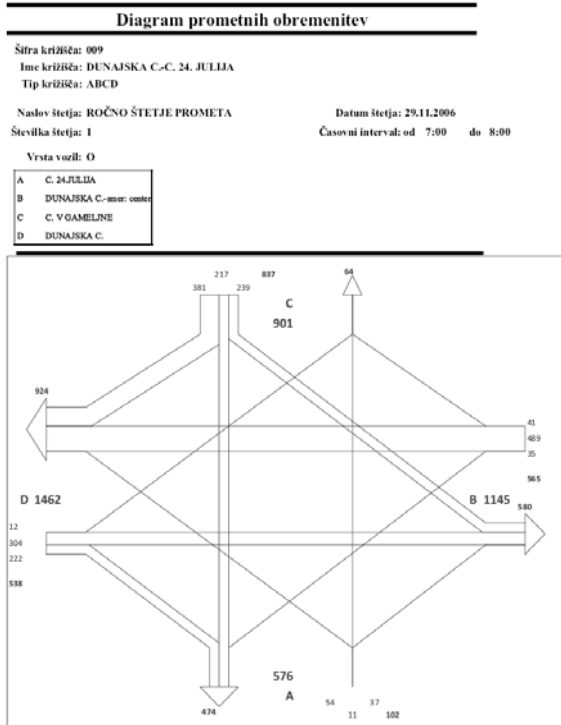 Diagram prometnih obremenitev
Šifra križišča: 009
Ime križišča: DUNAJSKA C.-C. 24. JULIJA
Tip križišča: ABCD
Naslov štetja: ROČNO ŠTETJE PROMETA Datum štetja: 29.11.2006
Številka štetja: 1 Časovni interval: od 7:00 do 8:00
Vrsta vozil: O
A C. 24.JULIJA
B DUNAJSKA C.-amer. center
C C. V GAMELJNE
D DUNAJSKA C.
217 837 64
381 239
C
901
924
41
489
35
565
D 1462 B 1145
580
12
304
222
538
576
A
474
54 37
11 102